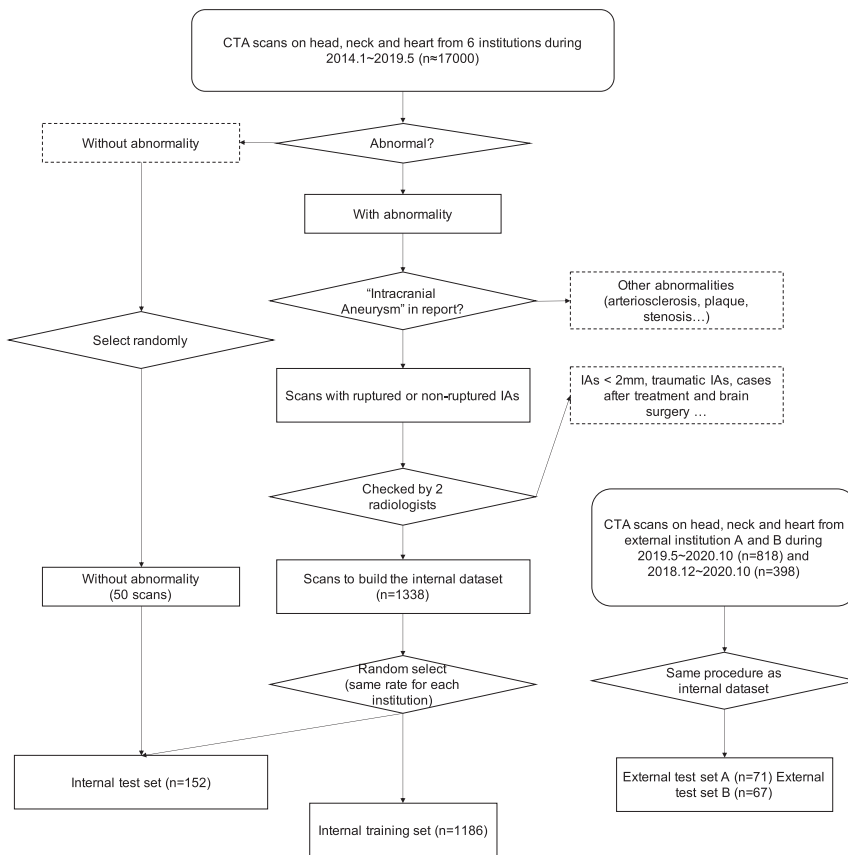 CTA scans on head, neck and heart from 6 institutions during
2014.1~2019.5 (n≈17000)
Without abnormality
Abnormal?
With abnormality
“Intracranial
Aneurysm” in report?
Other abnormalities
(arteriosclerosis, plaque,
stenosis…)
Select randomly
Scans with ruptured or non-ruptured IAs
IAs < 2mm, traumatic IAs, cases
after treatment and brain
surgery …
Checked by 2
radiologists
CTA scans on head, neck and heart from
external institution A and B during
2019.5~2020.10 (n=818) and
2018.12~2020.10 (n=398)
Without abnormality
(50 scans)
Scans to build the internal dataset
(n=1338)
Random select
(same rate for each
institution)
Same procedure as
internal dataset
Internal test set (n=152)
External test set A (n=71) External
test set B (n=67)
Internal training set (n=1186)